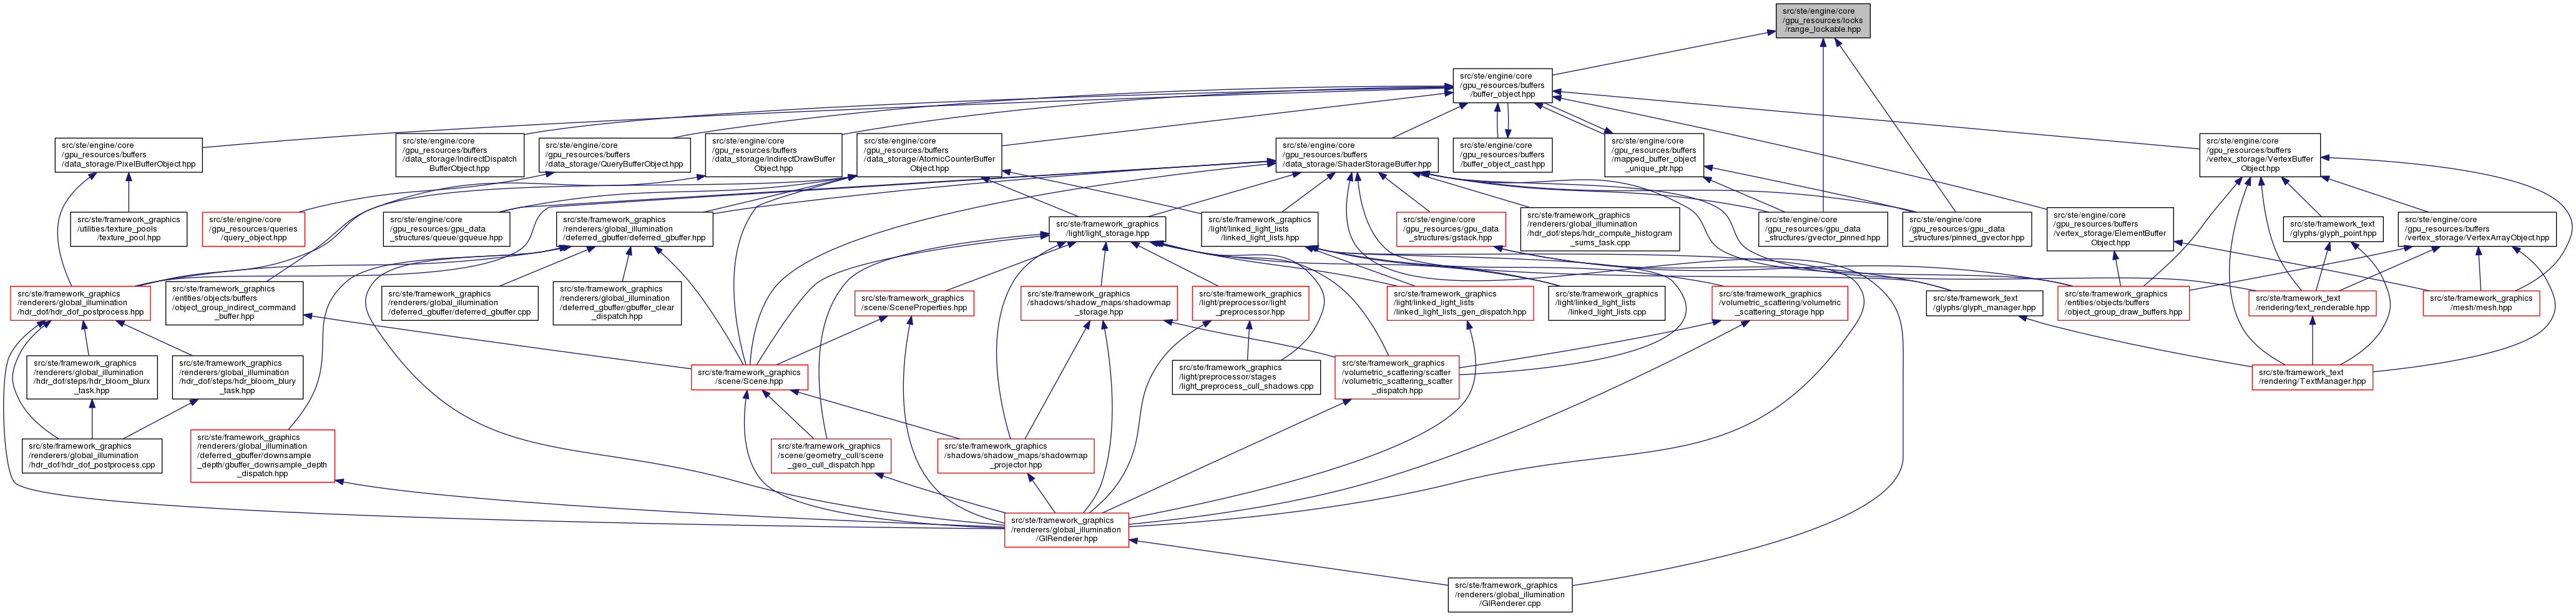 src/ste/engine/core
/gpu_resources/locks
/range_lockable.hpp
src/ste/engine/core
/gpu_resources/buffers
/buffer_object.hpp
src/ste/engine/core
/gpu_resources/buffers
/data_storage/PixelBufferObject.hpp
src/ste/engine/core
/gpu_resources/buffers
/data_storage/IndirectDispatch
BufferObject.hpp
src/ste/engine/core
/gpu_resources/buffers
/data_storage/QueryBufferObject.hpp
src/ste/engine/core
/gpu_resources/buffers
/data_storage/IndirectDrawBuffer
Object.hpp
src/ste/engine/core
/gpu_resources/buffers
/data_storage/AtomicCounterBuffer
Object.hpp
src/ste/engine/core
/gpu_resources/buffers
/data_storage/ShaderStorageBuffer.hpp
src/ste/engine/core
/gpu_resources/buffers
/buffer_object_cast.hpp
src/ste/engine/core
/gpu_resources/buffers
/mapped_buffer_object
_unique_ptr.hpp
src/ste/engine/core
/gpu_resources/buffers
/vertex_storage/VertexBuffer
Object.hpp
src/ste/framework_graphics
/utilities/texture_pools
/texture_pool.hpp
src/ste/engine/core
/gpu_resources/queries
/query_object.hpp
src/ste/engine/core
/gpu_resources/gpu_data
_structures/queue/gqueue.hpp
src/ste/framework_graphics
/renderers/global_illumination
/deferred_gbuffer/deferred_gbuffer.hpp
src/ste/framework_graphics
/light/light_storage.hpp
src/ste/framework_graphics
/light/linked_light_lists
/linked_light_lists.hpp
src/ste/engine/core
/gpu_resources/gpu_data
_structures/gstack.hpp
src/ste/framework_graphics
/renderers/global_illumination
/hdr_dof/steps/hdr_compute_histogram
_sums_task.cpp
src/ste/engine/core
/gpu_resources/gpu_data
_structures/gvector_pinned.hpp
src/ste/engine/core
/gpu_resources/gpu_data
_structures/pinned_gvector.hpp
src/ste/engine/core
/gpu_resources/buffers
/vertex_storage/ElementBuffer
Object.hpp
src/ste/framework_text
/glyphs/glyph_point.hpp
src/ste/engine/core
/gpu_resources/buffers
/vertex_storage/VertexArrayObject.hpp
src/ste/framework_graphics
/renderers/global_illumination
/hdr_dof/hdr_dof_postprocess.hpp
src/ste/framework_graphics
/entities/objects/buffers
/object_group_indirect_command
_buffer.hpp
src/ste/framework_graphics
/renderers/global_illumination
/deferred_gbuffer/deferred_gbuffer.cpp
src/ste/framework_graphics
/renderers/global_illumination
/deferred_gbuffer/gbuffer_clear
_dispatch.hpp
src/ste/framework_graphics
/scene/SceneProperties.hpp
src/ste/framework_graphics
/shadows/shadow_maps/shadowmap
_storage.hpp
src/ste/framework_graphics
/light/preprocessor/light
_preprocessor.hpp
src/ste/framework_graphics
/light/linked_light_lists
/linked_light_lists_gen_dispatch.hpp
src/ste/framework_graphics
/light/linked_light_lists
/linked_light_lists.cpp
src/ste/framework_graphics
/volumetric_scattering/volumetric
_scattering_storage.hpp
src/ste/framework_text
/glyphs/glyph_manager.hpp
src/ste/framework_graphics
/entities/objects/buffers
/object_group_draw_buffers.hpp
src/ste/framework_text
/rendering/text_renderable.hpp
src/ste/framework_graphics
/mesh/mesh.hpp
src/ste/framework_graphics
/renderers/global_illumination
/hdr_dof/steps/hdr_bloom_blurx
_task.hpp
src/ste/framework_graphics
/renderers/global_illumination
/hdr_dof/steps/hdr_bloom_blury
_task.hpp
src/ste/framework_graphics
/scene/Scene.hpp
src/ste/framework_graphics
/light/preprocessor/stages
/light_preprocess_cull_shadows.cpp
src/ste/framework_graphics
/volumetric_scattering/scatter
/volumetric_scattering_scatter
_dispatch.hpp
src/ste/framework_text
/rendering/TextManager.hpp
src/ste/framework_graphics
/renderers/global_illumination
/hdr_dof/hdr_dof_postprocess.cpp
src/ste/framework_graphics
/renderers/global_illumination
/deferred_gbuffer/downsample
_depth/gbuffer_downsample_depth
_dispatch.hpp
src/ste/framework_graphics
/scene/geometry_cull/scene
_geo_cull_dispatch.hpp
src/ste/framework_graphics
/shadows/shadow_maps/shadowmap
_projector.hpp
src/ste/framework_graphics
/renderers/global_illumination
/GIRenderer.hpp
src/ste/framework_graphics
/renderers/global_illumination
/GIRenderer.cpp